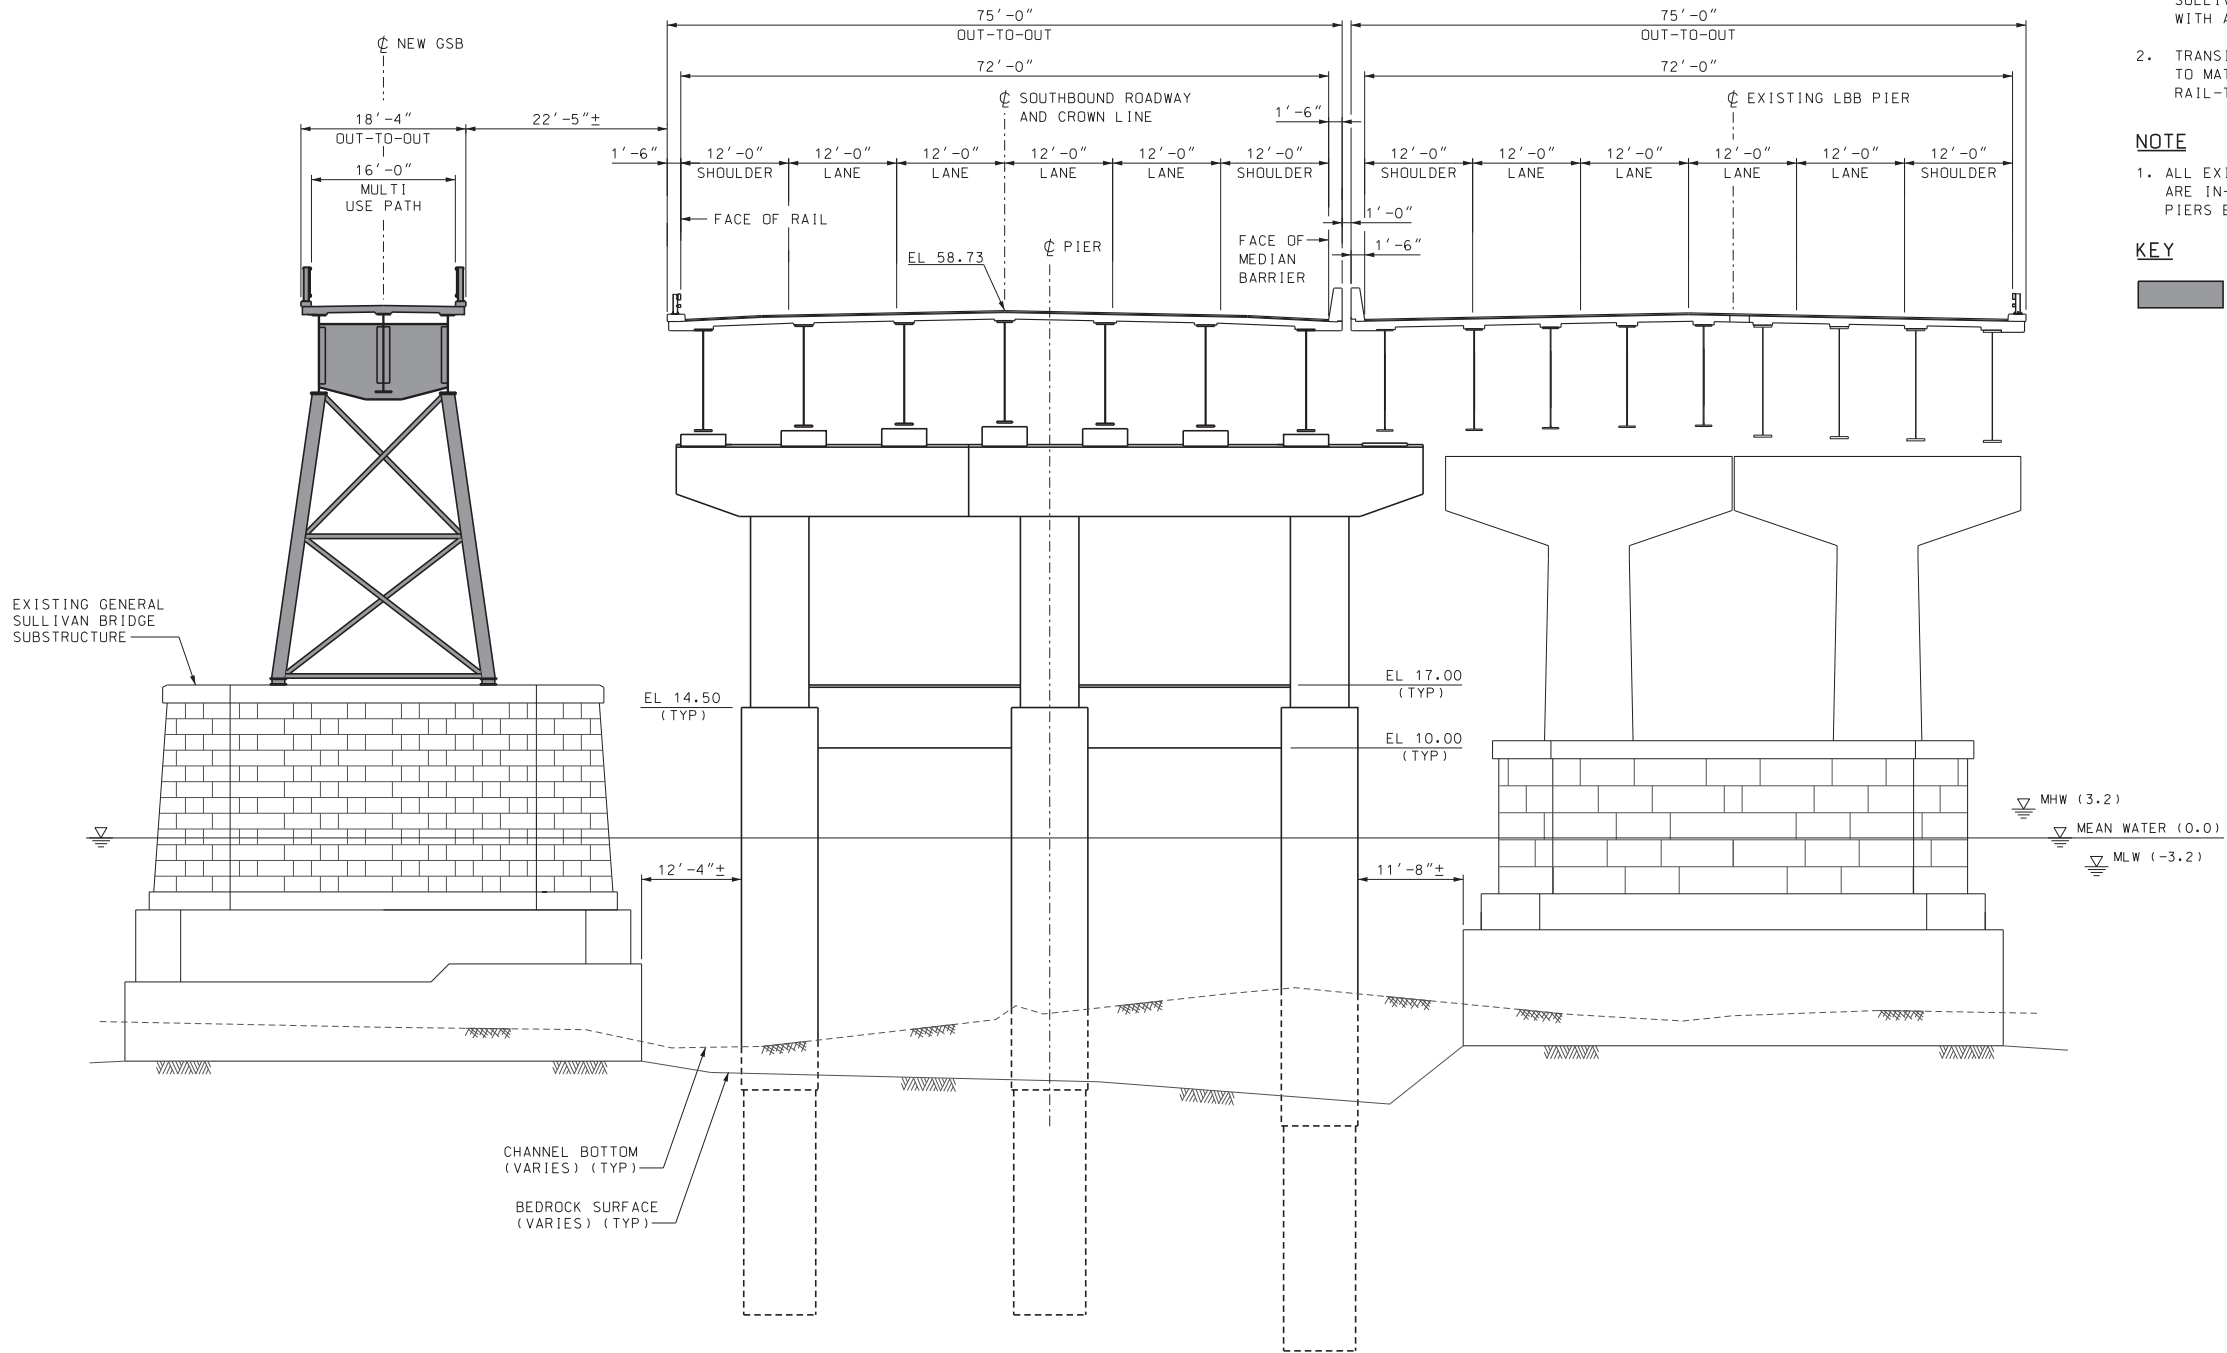 75'-0"
OUT-TO-OUT
75'-0"
OUT-TO-OUT
WITH A
℄ NEW GSB
72'-0"
72'-0"
2. TRANSI
TO MAT
RAIL-T
℄ SOUTHBOUND ROADWAY
AND CROWN LINE
℄ EXISTING LBB PIER
18'-4"
OUT-TO-OUT
22'-5"±
1'-6"
16'-0"
MULTI
USE PATH
1'-6"
12'-0"
SHOULDER
12'-0"
LANE
12'-0"
LANE
12'-0"
LANE
12'-0"
LANE
12'-0"
SHOULDER
12'-0"
SHOULDER
12'-0"
LANE
12'-0"
LANE
12'-0"
LANE
12'-0"
LANE
12'-0"
SHOULDER
NOTE
1. ALL EXI
ARE IN-
PIERS E
FACE OF RAIL
1'-0"
℄ PIER
FACE OF
MEDIAN
BARRIER
1'-6"
EL 58.73
KEY
EXISTING GENERAL
SULLIVAN BRIDGE
SUBSTRUCTURE
EL 14.50
(TYP)
EL 17.00
(TYP)
EL 10.00
(TYP)
MHW (3.2)
MEAN WATER (0.0)
MLW (-3.2)
12'-4"±
11'-8"±
CHANNEL BOTTOM
(VARIES) (TYP)
BEDROCK SURFACE
(VARIES) (TYP)